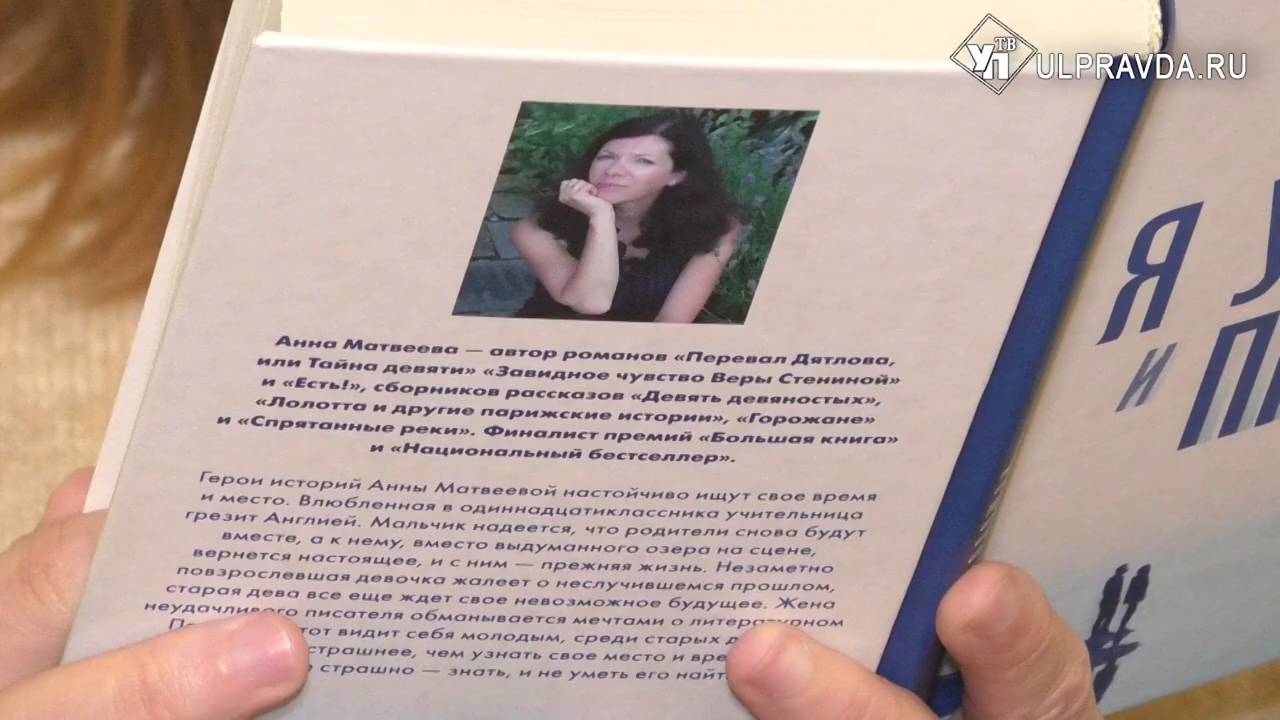 УП ТВ ULPRAVDA.RU
Анна Матвеева — автор романов «Перевал Дятлова,
или Тайна девяти» «Завидное чувство Веры Стениной»
и «Есть!», сборников рассказов «Девять девяностых»,
«Лолотта и другие парижские истории», «Горожане»
и «Спрятанные реки». Финалист премий «Большая книга»
и «Национальный бестселлер».
Герои историй Анны Матвеевой настойчиво ищут свое время
и место. Влюбленная в одиннадцатиклассника учительница
грезит Англией. Мальчик надеется, что родители снова будут
вместе, а к нему, вместо выдуманного озера на сцене,
вернется настоящее, и с ним — прежняя жизнь. Незаметно
повзрослевшая девочка жалеет о неслучившемся прошлом,
старая дева все еще ждет свое невозможное будущее. Жена
неудачливого писателя обманывается мечтами о литературном
тот видит себя молодым, среди старых
страшнее, чем узнать свое место и
страшно — знать, и не уметь его
Я
и